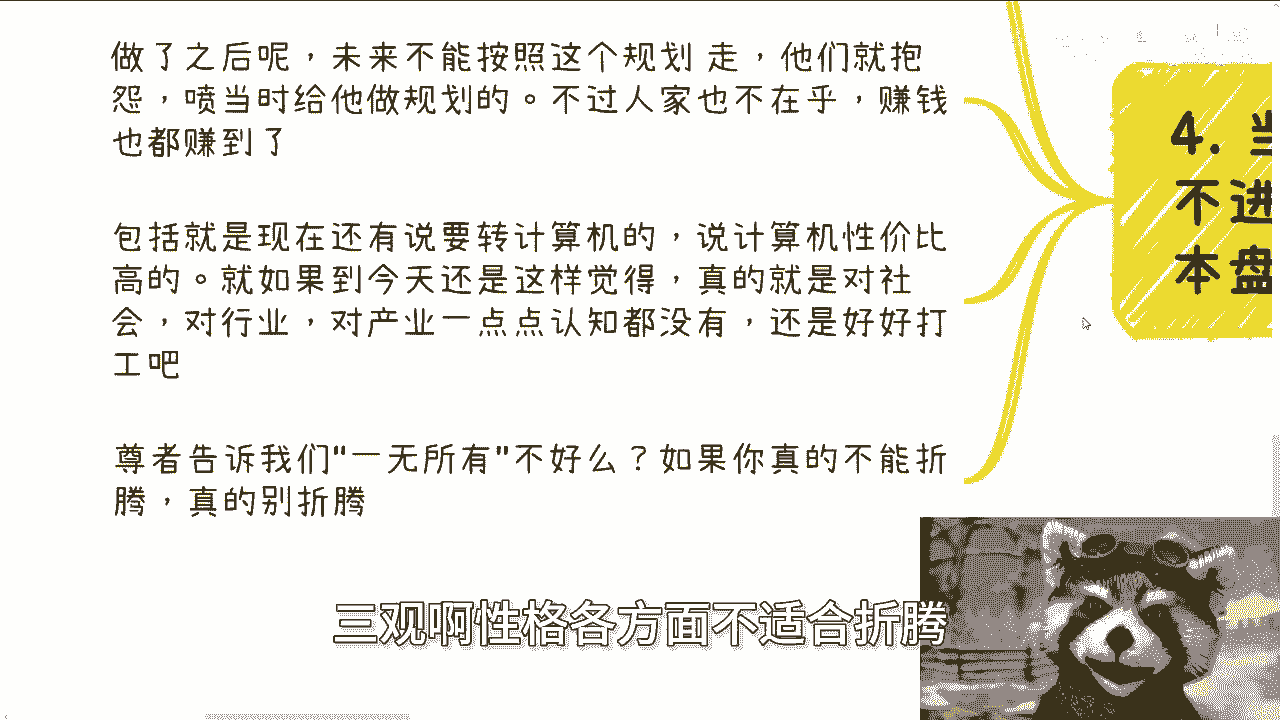 做了之后呢，未来不能按照这个规划 走，他们就抱
怨，喷当时给他做规划的。不过人家也不在乎，赚钱
也都赚到了
包括就是现在还有说要转计算机的，说计算机性价比
高的。就如果到今天还是这样觉得，真的就是对社
会，对行业，对产业一点点认知都没有，还是好好打
工吧
尊者告诉我们"一无所有"不好么？如果你真的不能折
腾，真的别折腾
4. 当
不进
本盘
三观啊性格各方面不适合折腾